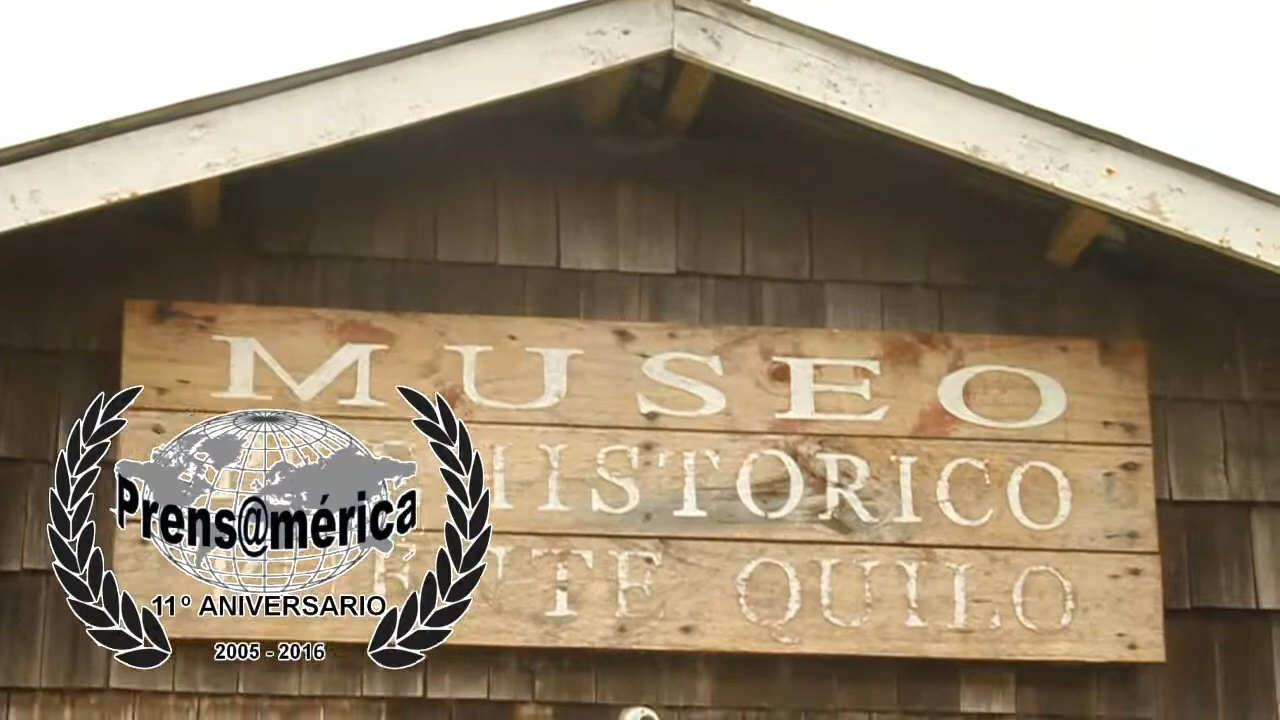 MUSEO
HISTORICO
QUILO
Prens@mérica
11º ANIVERSARIO
2005 - 2016